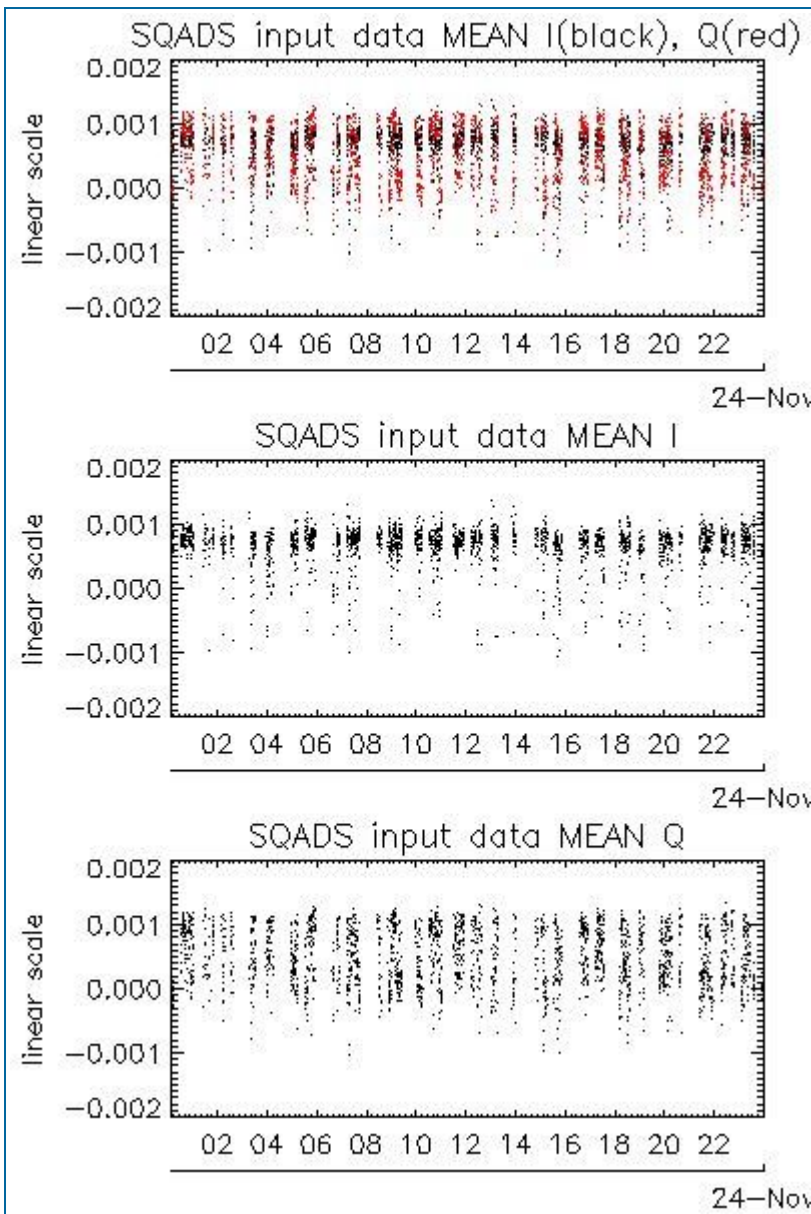 SQADS input data MEAN I(black), Q(red)
0.002
0.001
0.000
-0.001
-0.002
linear scale
02 04 06 08 10 12 14 16 18 20 22
24-Nov
SQADS input data MEAN I
0.002
0.001
0.000
-0.001
-0.002
linear scale
02 04 06 08 10 12 14 16 18 20 22
24-Nov
SQADS input data MEAN Q
0.002
0.001
0.000
-0.001
-0.002
linear scale
02 04 06 08 10 12 14 16 18 20 22
24-Nov